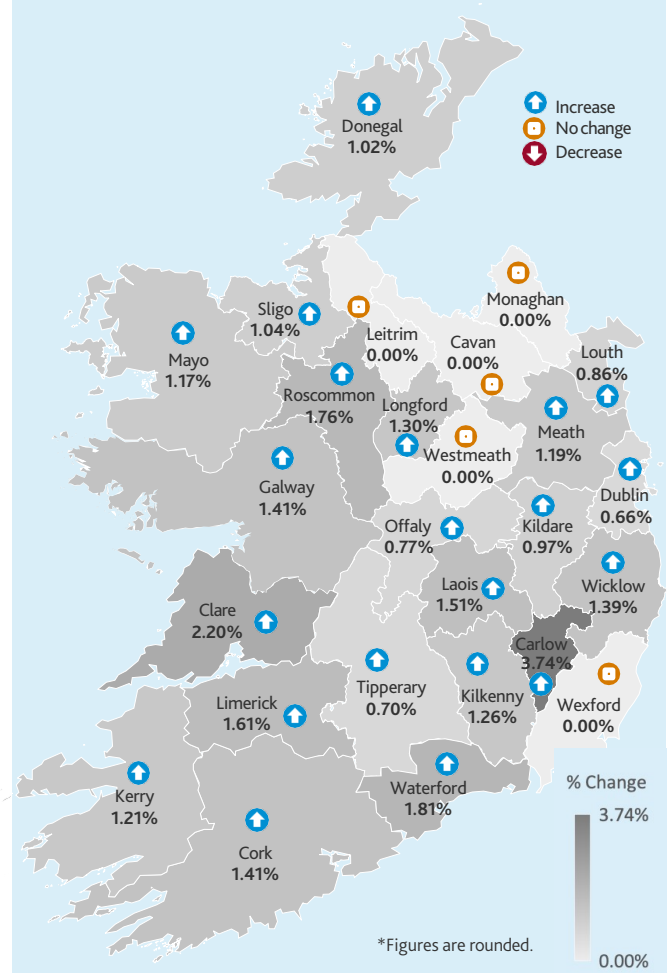 Donegal
1.02%
Increase
No change
Decrease
Monaghan
0.00%
Sligo
1.04%
Leitrim
0.00%
Cavan
0.00%
Louth
0.86%
Mayo
1.17%
Roscommon
1.76%
Longford
1.30%
Meath
1.19%
Westmeath
0.00%
Galway
1.41%
Dublin
0.66%
Offaly
0.77%
Kildare
0.97%
Laois
1.51%
Wicklow
1.39%
Clare
2.20%
Carlow
3.74%
Tipperary
0.70%
Kilkenny
1.26%
Wexford
0.00%
Limerick
1.61%
Waterford
1.81%
Kerry
1.21%
Cork
1.41%
% Change
3.74%
0.00%
*Figures are rounded.